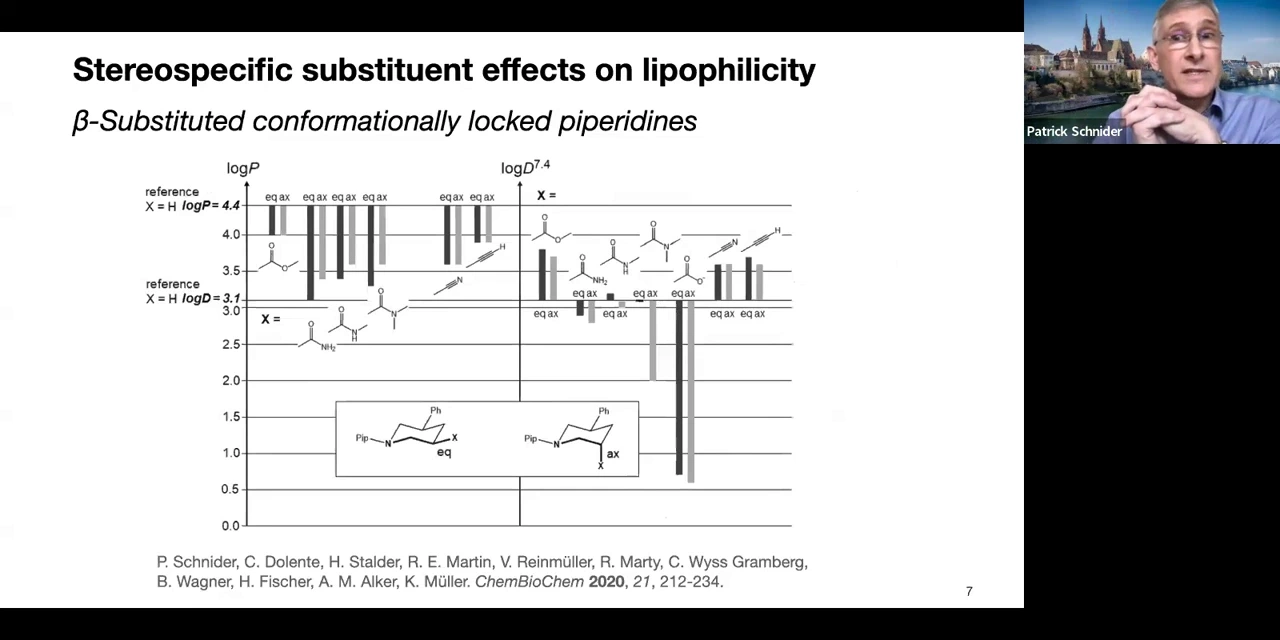 Stereospecific substituent effects on lipophilicity
β-Substituted conformationally locked piperidines
Patrick Schnider
logP
logD7.4
reference
X = H logP = 4.4
eq ax eq ax eq ax eq ax
eq ax eq ax
X =
4.0
3.5
reference
X = H logD = 3.1
3.0
X =
2.5
2.0
1.5
1.0
0.5
0.0
O
O
O
NH2
O
N
H
O
N
N
H
O
O
O
NH2
O
N
H
O
N
O
O-
N
H
eq ax
eq ax
eq ax
eq ax
eq ax
eq ax
eq ax
Ph
Pip
N
X
eq
Ph
Pip
N
ax
X
P. Schnider, C. Dolente, H. Stalder, R. E. Martin, V. Reinmüller, R. Marty, C. Wyss Gramberg,
B. Wagner, H. Fischer, A. M. Alker, K. Müller. ChemBioChem 2020, 21, 212-234.
7